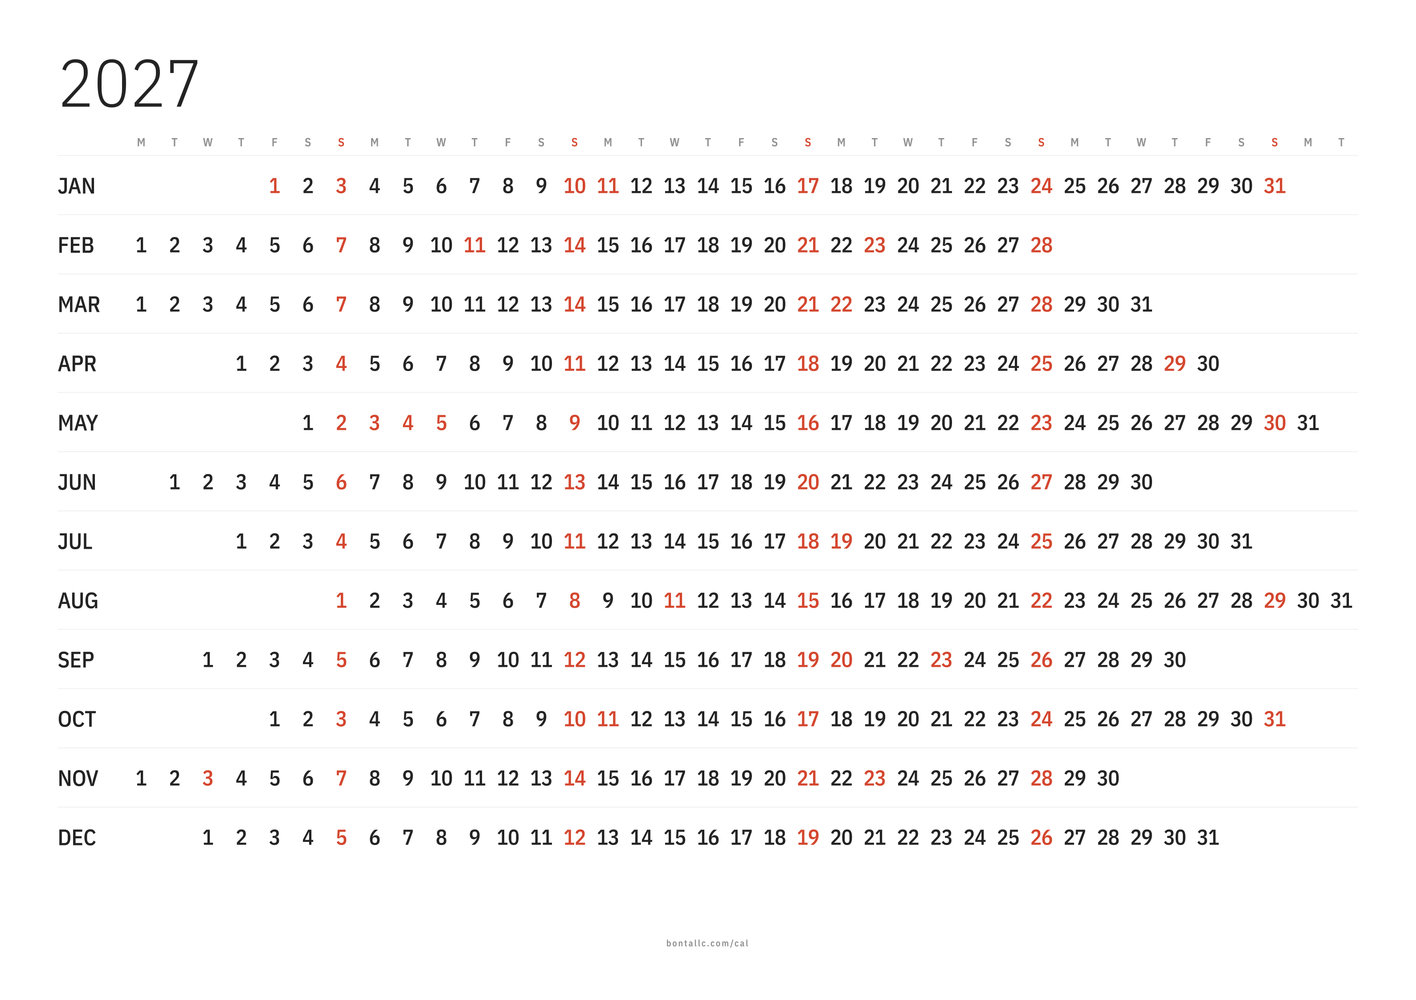 2027
M T W T F S S M T W T F S S M T W T F S S M T W T F S S M T W T F S S M T
JAN 1 2 3 4 5 6 7 8 9 10 11 12 13 14 15 16 17 18 19 20 21 22 23 24 25 26 27 28 29 30 31
FEB 1 2 3 4 5 6 7 8 9 10 11 12 13 14 15 16 17 18 19 20 21 22 23 24 25 26 27 28
MAR 1 2 3 4 5 6 7 8 9 10 11 12 13 14 15 16 17 18 19 20 21 22 23 24 25 26 27 28 29 30 31
APR 1 2 3 4 5 6 7 8 9 10 11 12 13 14 15 16 17 18 19 20 21 22 23 24 25 26 27 28 29 30
MAY 1 2 3 4 5 6 7 8 9 10 11 12 13 14 15 16 17 18 19 20 21 22 23 24 25 26 27 28 29 30 31
JUN 1 2 3 4 5 6 7 8 9 10 11 12 13 14 15 16 17 18 19 20 21 22 23 24 25 26 27 28 29 30
JUL 1 2 3 4 5 6 7 8 9 10 11 12 13 14 15 16 17 18 19 20 21 22 23 24 25 26 27 28 29 30 31
AUG 1 2 3 4 5 6 7 8 9 10 11 12 13 14 15 16 17 18 19 20 21 22 23 24 25 26 27 28 29 30 31
SEP 1 2 3 4 5 6 7 8 9 10 11 12 13 14 15 16 17 18 19 20 21 22 23 24 25 26 27 28 29 30
OCT 1 2 3 4 5 6 7 8 9 10 11 12 13 14 15 16 17 18 19 20 21 22 23 24 25 26 27 28 29 30 31
NOV 1 2 3 4 5 6 7 8 9 10 11 12 13 14 15 16 17 18 19 20 21 22 23 24 25 26 27 28 29 30
DEC 1 2 3 4 5 6 7 8 9 10 11 12 13 14 15 16 17 18 19 20 21 22 23 24 25 26 27 28 29 30 31
bontallc.com/cal